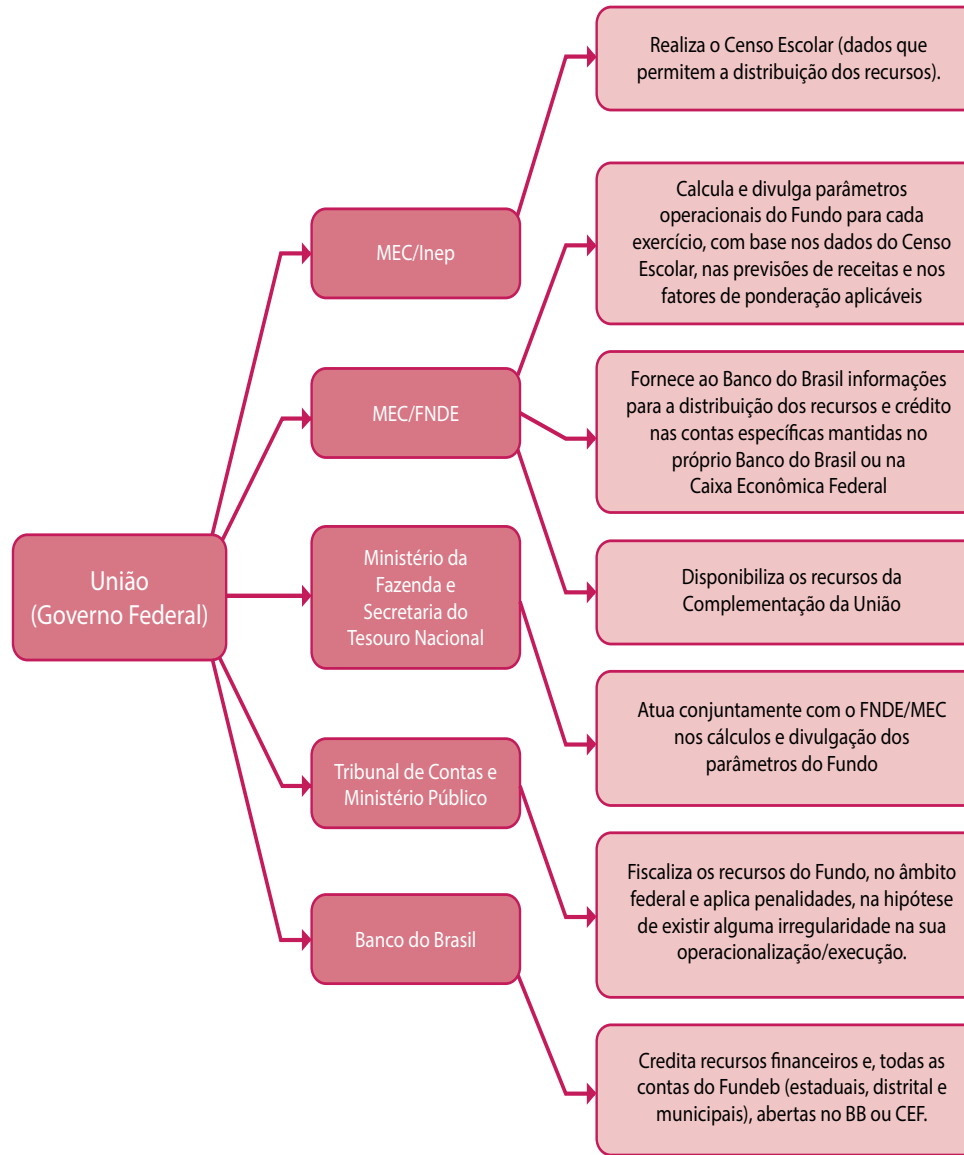 Realiza o Censo Escolar (dados que
permitem a distribuição dos recursos).
Calcula e divulga parâmetros
operacionais do Fundo para cada
exercício, com base nos dados do Censo
Escolar, nas previsões de receitas e nos
fatores de ponderação aplicáveis
MEC/Inep
MEC/FNDE
Fornece ao Banco do Brasil informações
para a distribuição dos recursos e crédito
nas contas específicas mantidas no
próprio Banco do Brasil ou na
Caixa Econômica Federal
União
(Governo Federal)
Ministério da
Fazenda e
Secretaria do
Tesouro Nacional
Disponibiliza os recursos da
Complementação da União
Atua conjuntamente com o FNDE/MEC
nos cálculos e divulgação dos
parâmetros do Fundo
Tribunal de Contas e
Ministério Público
Fiscaliza os recursos do Fundo, no âmbito
federal e aplica penalidades, na hipótese
de existir alguma irregularidade na sua
operacionalização/execução.
Banco do Brasil
Credita recursos financeiros e, todas as
contas do Fundeb (estaduais, distrital e
municipais), abertas no BB ou CEF.